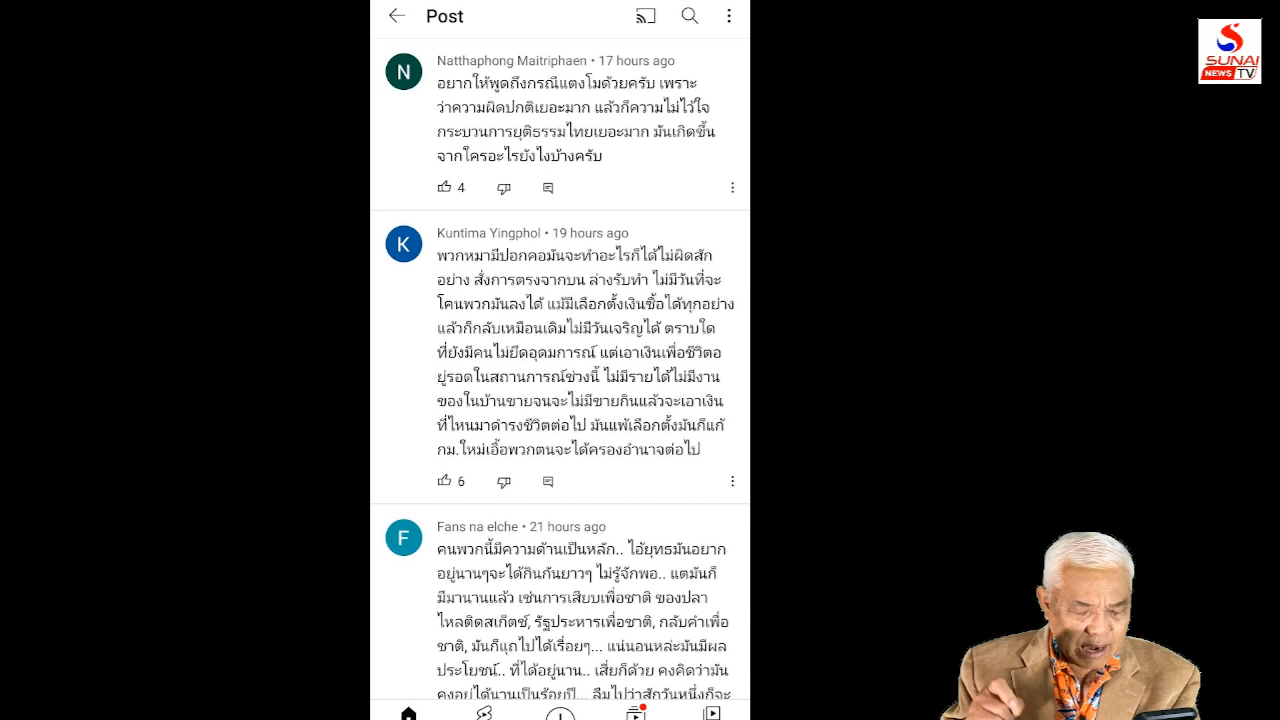 Post
SUNAI
NEWS TV
Natthaphong Maitriphaen • 17 hours ago
อยากให้พูดถึงกรณีแตงโมด้วยครับ เพราะ
ว่าความผิดปกติเยอะมาก แล้วก็ความไม่ไว้ใจ
กระบวนการยุติธรรมไทยเยอะมาก มันเกิดขึ้น
จากใครอะไรยังไงบ้างครับ
4
Kuntima Yingphol • 19 hours ago
พวกหมามีปอกคอมันจะทำอะไรก็ได้ไม่ผิดสัก
อย่าง สั่งการตรงจากบน ล่างรับทำ ไม่มีวันที่จะ
โคนพวกมันลงได้ แม้มีเลือกตั้งเงินซื้อได้ทุกอย่าง
แล้วก็กลับเหมือนเดิมไม่มีวันเจริญได้ ตราบใด
ที่ยังมีคนไม่ยึดอุดมการณ์ แต่เอาเงินเพื่อชีวิตอ
ยู่รอดในสถานการณ์ช่วงนี้ ไม่มีรายได้ไม่มีงาน
ของในบ้านขายจนจะไม่มีขายกินแล้วจะเอาเงิน
ที่ไหนมาดำรงชีวิตต่อไป มันแพ้เลือกตั้งมันก็แก้
กม.ใหม่เอื้อพวกตนจะได้ครองอำนาจต่อไป
6
Fans na elche • 21 hours ago
คนพวกนี้มีความด้านเป็นหลัก.. ไอ้ยุทธมันอยาก
อยู่นานๆจะได้กินกันยาวๆ ไม่รู้จักพอ.. แตมันก็
มีมานานแล้ว เช่นการเสียบเพื่อชาติ ของปลา
ไหลติดสเก็ตช์, รัฐประหารเพื่อชาติ, กลับคำเพื่อ
ชาติ, มันก็แถไปได้เรื่อยๆ... แน่นอนหล่ะมันมีผล
ประโยชน์.. ที่ได้อยู่นาน.. เสี่ยก็ด้วย คงคิดว่ามัน
คงอยู่ได้นานเป็นร้อยปี... ลืมไปว่าสักวันหนึ่งก็จะ